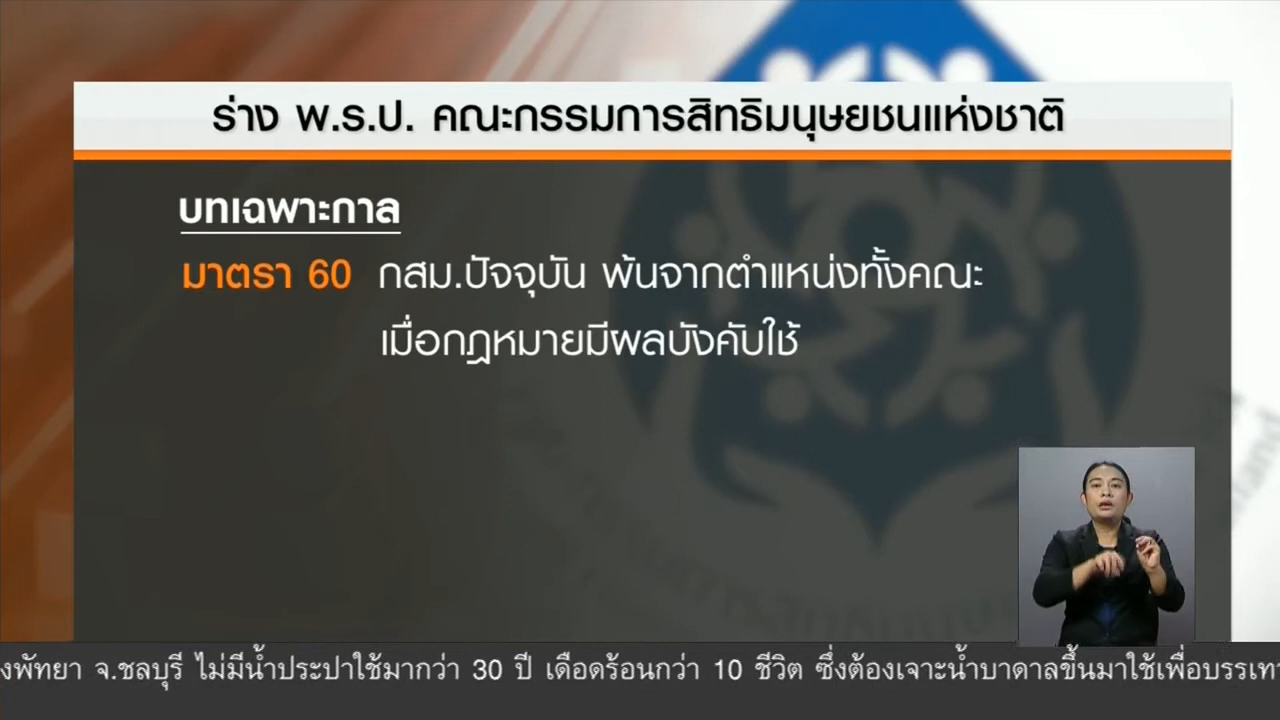 ร่าง พ.ร.ป. คณะกรรมการสิทธิมนุษยชนแห่งชาติ
บทเฉพาะกาล
มาตรา 60 กสม.ปัจจุบัน พ้นจากตำแหน่งทั้งคณะ
เมื่อกฎหมายมีผลบังคับใช้
งพัทยา จ.ชลบุรี ไม่มีน้ำประปาใช้มากว่า 30 ปี เดือดร้อนกว่า 10 ชีวิต ซึ่งต้องเจาะน้ำบาดาลขึ้นมาใช้เพื่อบรรเทา